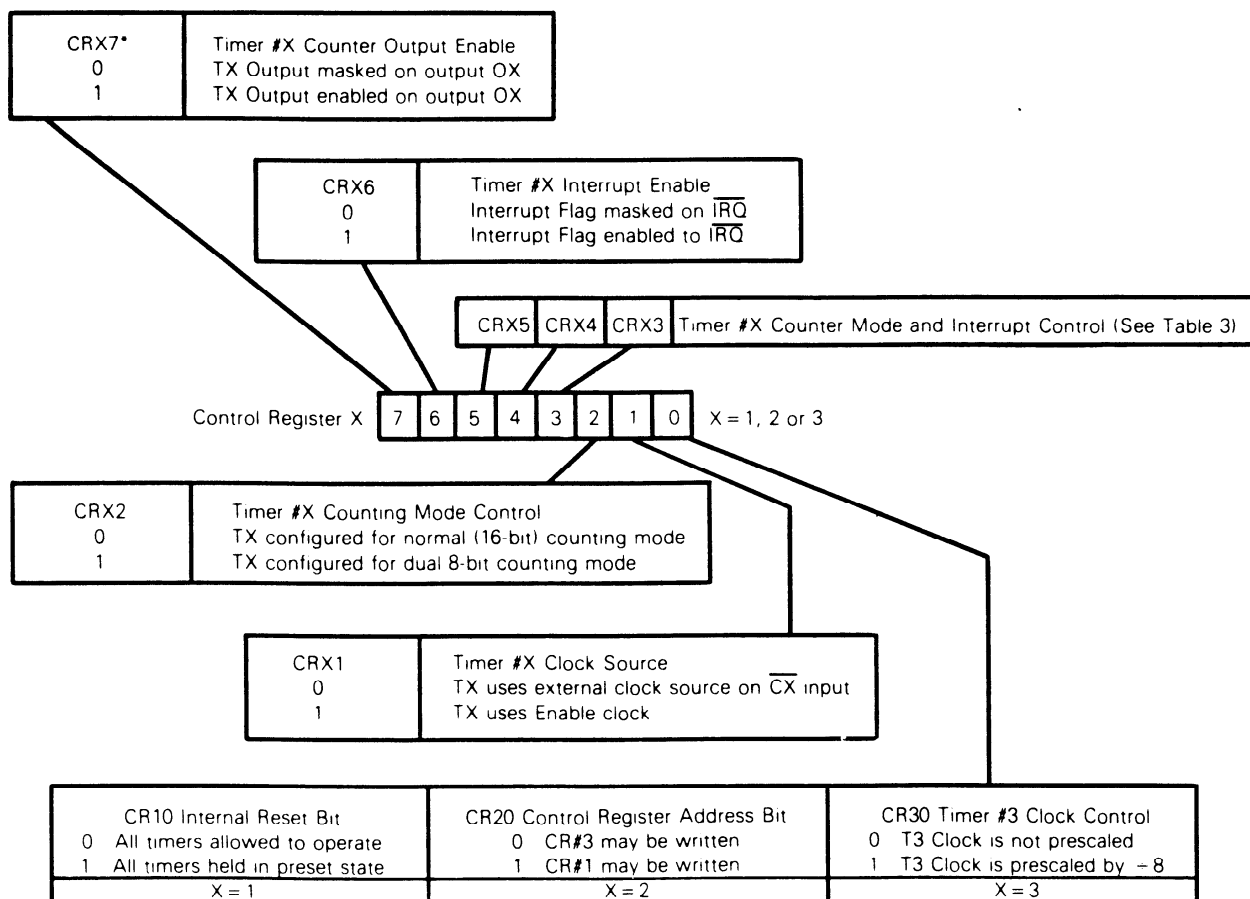 CRX7* Timer #X Counter Output Enable
0 TX Output masked on output OX
1 TX Output enabled on output OX
CRX6 Timer #X Interrupt Enable
0 Interrupt Flag masked on IRQ
1 Interrupt Flag enabled to IRQ
CRX5 CRX4 CRX3 Timer #X Counter Mode and Interrupt Control (See Table 3)
Control Register X 7 6 5 4 3 2 1 0 X = 1, 2 or 3
CRX2 Timer #X Counting Mode Control
0 TX configured for normal (16-bit) counting mode
1 TX configured for dual 8-bit counting mode
CRX1 Timer #X Clock Source
0 TX uses external clock source on CX input
1 TX uses Enable clock
CR10 Internal Reset Bit
0 All timers allowed to operate
1 All timers held in preset state
X = 1
CR20 Control Register Address Bit
0 CR#3 may be written
1 CR#1 may be written
X = 2
CR30 Timer #3 Clock Control
0 T3 Clock is not prescaled
1 T3 Clock is prescaled by ÷8
X = 3